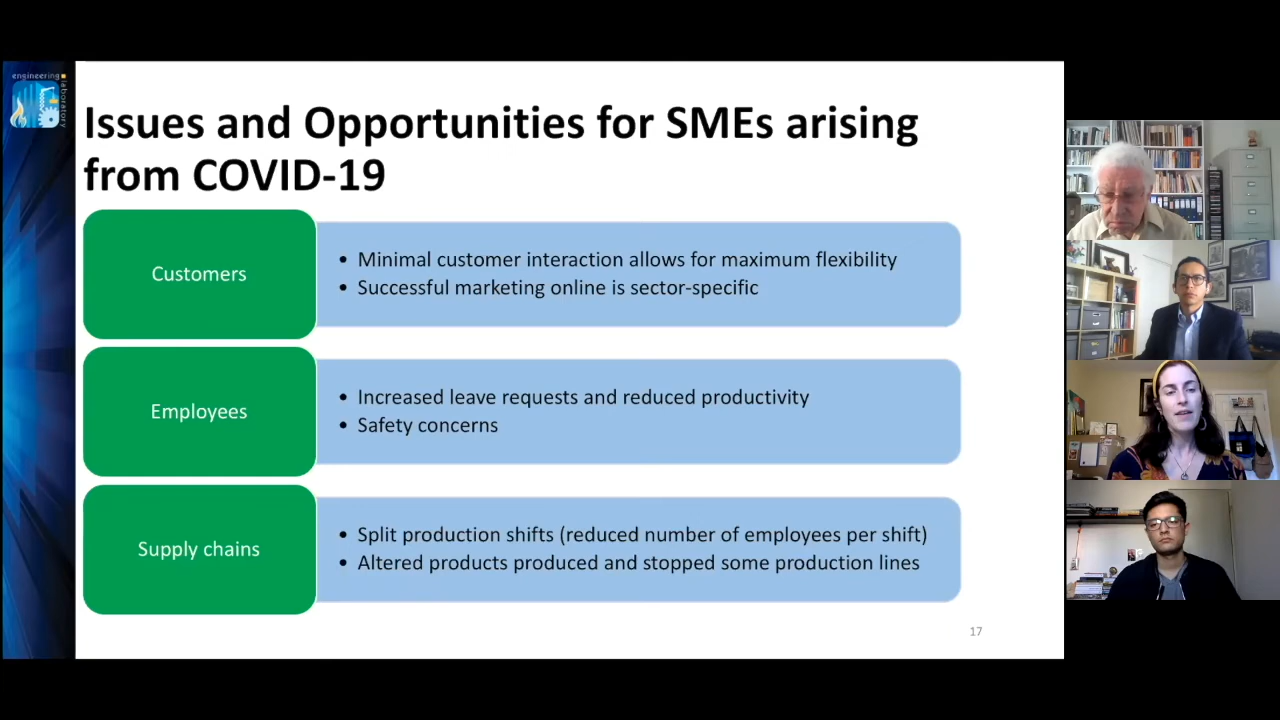 engineering
laboratory
Issues and Opportunities for SMEs arising
from COVID-19
Customers
• Minimal customer interaction allows for maximum flexibility
• Successful marketing online is sector-specific
Employees
• Increased leave requests and reduced productivity
• Safety concerns
Supply chains
• Split production shifts (reduced number of employees per shift)
• Altered products produced and stopped some production lines
17